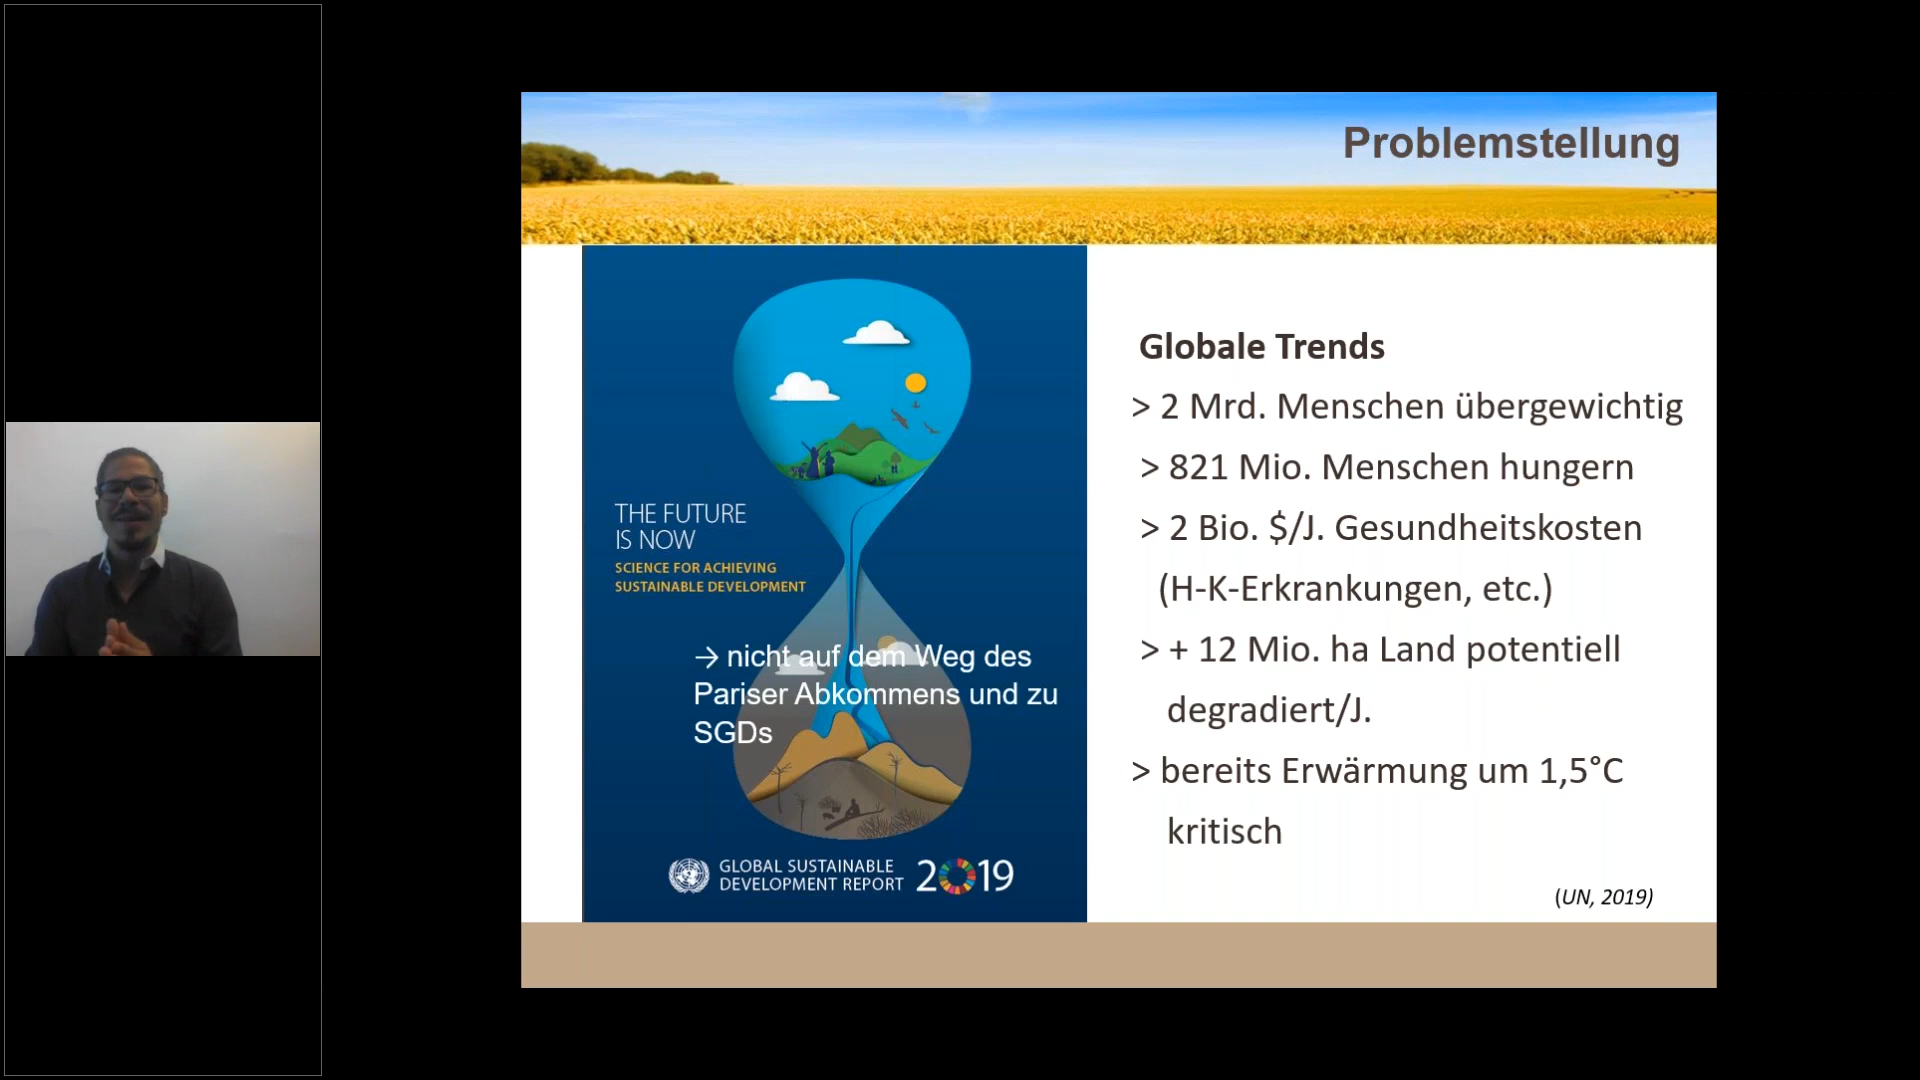 Problemstellung
THE FUTURE
IS NOW
SCIENCE FOR ACHIEVING
SUSTAINABLE DEVELOPMENT
→ nicht auf dem Weg des
Pariser Abkommens und zu
SGDs
GLOBAL SUSTAINABLE
DEVELOPMENT REPORT 2019
Globale Trends
> 2 Mrd. Menschen übergewichtig
> 821 Mio. Menschen hungern
> 2 Bio. $/J. Gesundheitskosten
(H-K-Erkrankungen, etc.)
> + 12 Mio. ha Land potentiell
degradiert/J.
> bereits Erwärmung um 1,5°C
kritisch
(UN, 2019)